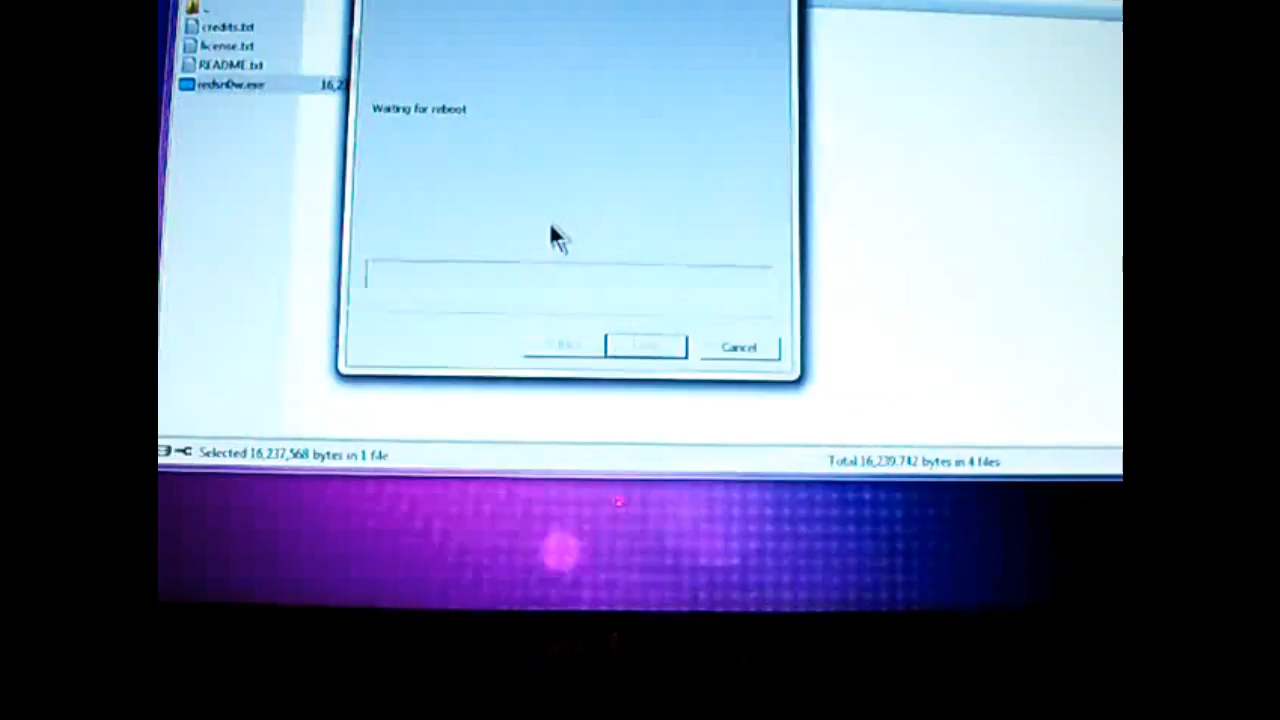 credits.txt
license.txt
README.txt
redsn0w.exe
Waiting for reboot
Cancel
Selected 16,237,568 bytes in 1 file
Total 16,239,742 bytes in 4 files